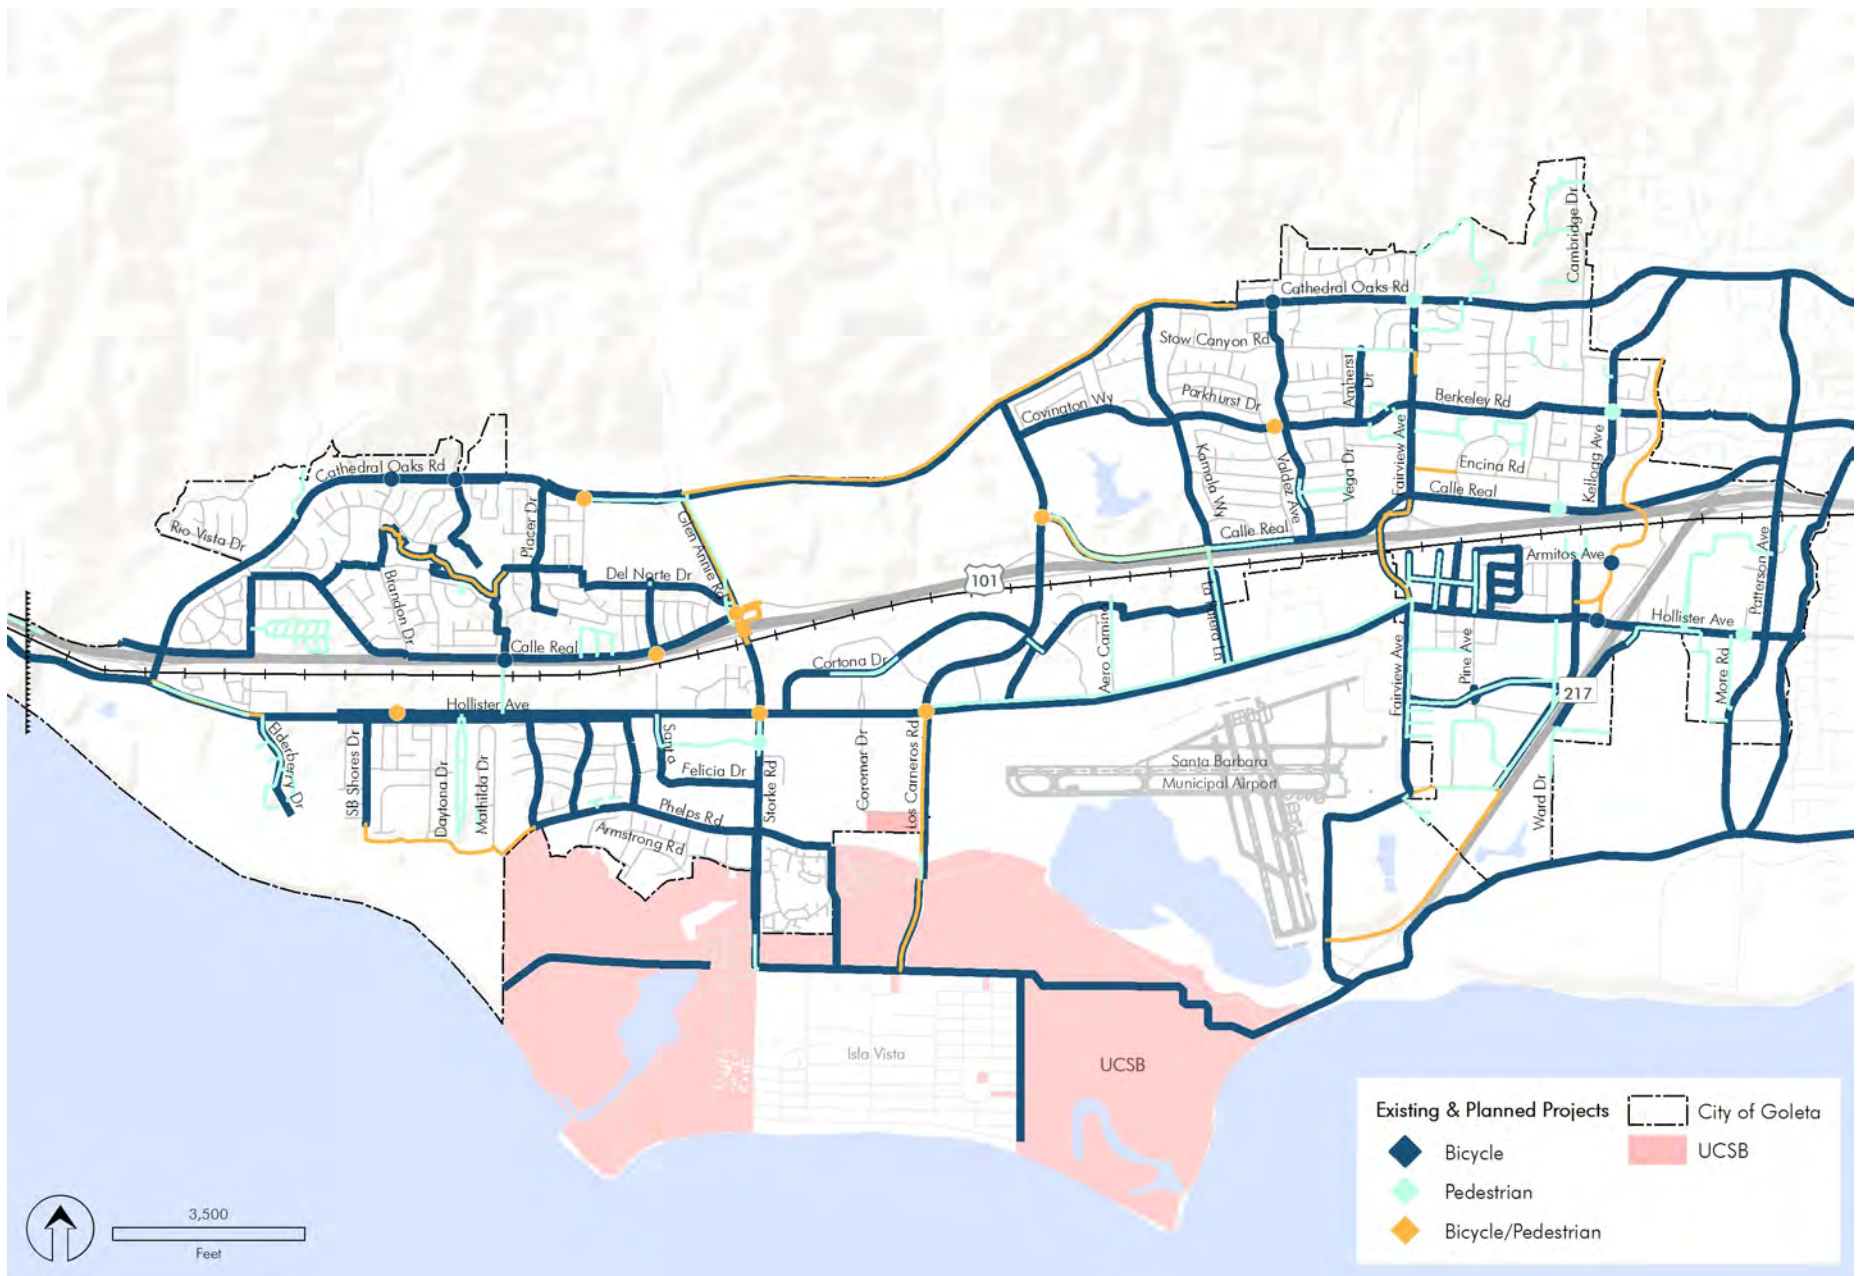 Cambridge Dr
Cathedral Oaks Rd
Stow Canyon Rd
Amherst
Dr
Parkhurst Dr
Covington Wy
Berkeley Rd
Fairview Ave
Kellogg Ave
Kamala Wy
Valdez Ave
Vega Dr
Encina Rd
Calle Real
Cathedral Oaks Rd
Rio Vista Dr
Placer Dr
Glen Annie Rd
Calle Real
Armitos Ave
Patterson Ave
101
Brandon Dr
Del Norte Dr
La Patera Ln
Hollister Ave
Calle Real
Cortona Dr
Aero Camino
Fairview Ave
Pine Ave
More Rd
217
Hollister Ave
Elderberry Dr
SB Shores Dr
Daytona Dr
Mathilda Dr
Santa
Felicia Dr
Storke Rd
Coromar Dr
Los Carneros Rd
Santa Barbara
Municipal Airport
Ward Dr
Phelps Rd
Armstrong Rd
Isla Vista
UCSB
Existing & Planned Projects
Bicycle
Pedestrian
Bicycle/Pedestrian
City of Goleta
UCSB
3,500
Feet